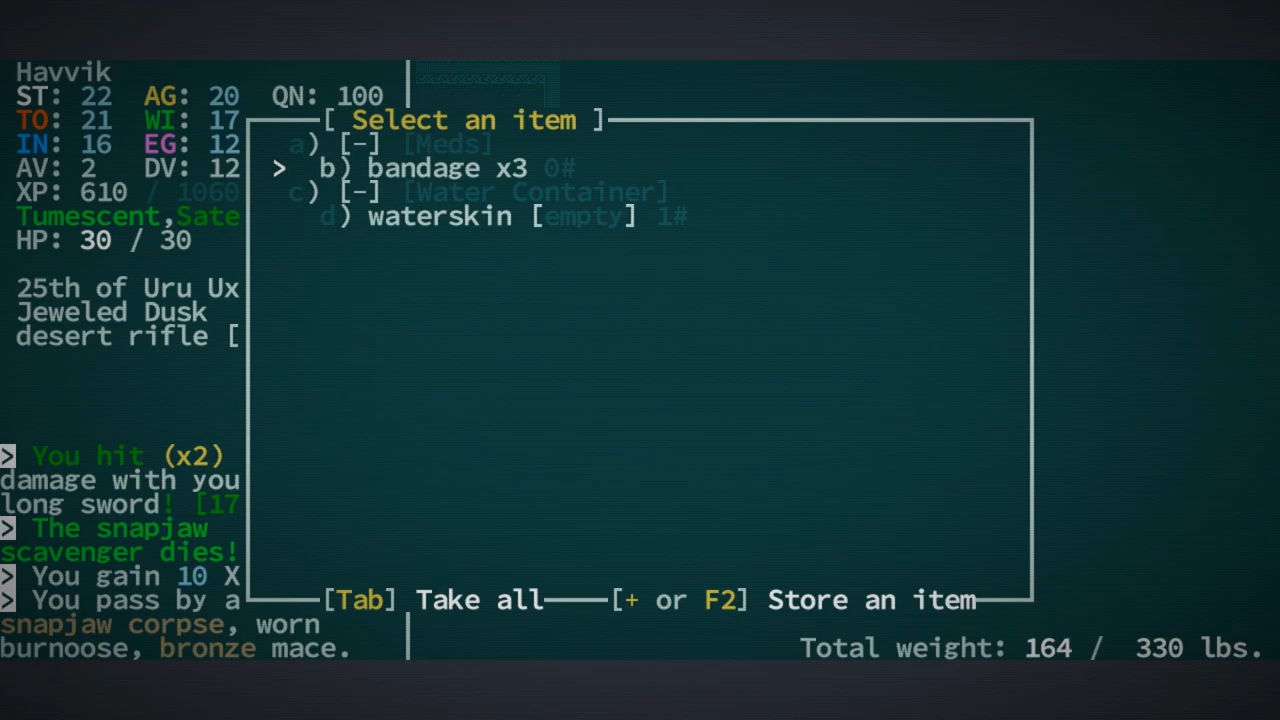 Havvik
ST: 22 AG: 20 QN: 100
TO: 21 WI: 17
IN: 16 EG: 12
AV: 2 DV: 12
XP: 610 / 1060
Tumescent,Sate
HP: 30 / 30
25th of Uru Ux
Jeweled Dusk
desert rifle [
> You hit (x2)
damage with you
long sword! [17
> The snapjaw
scavenger dies!
> You gain 10 X
> You pass by a
snapjaw corpse, worn
burnoose, bronze mace.
[ Select an item ]
a) [-] [Meds]
> b) bandage x3 0#
c) [-] [Water Container]
d) waterskin [empty] 1#
[Tab] Take all [+ or F2] Store an item
Total weight: 164 / 330 lbs.